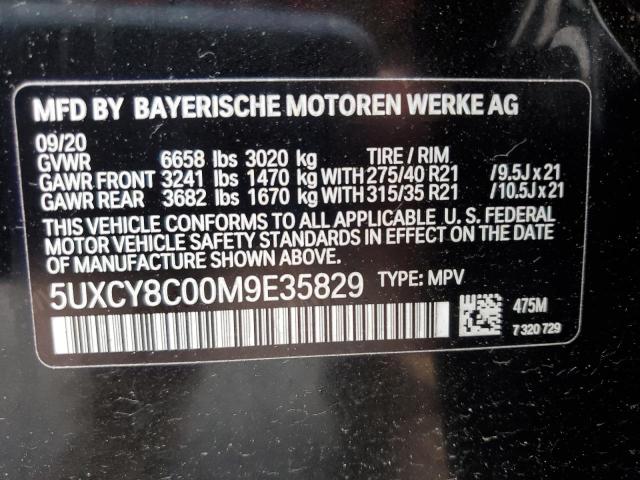 MFD BY BAYERISCHE MOTOREN WERKE AG
09/20
GVWR 6658 lbs 3020 kg TIRE / RIM
GAWR FRONT 3241 lbs 1470 kg WITH 275/40 R21 /9.5J x 21
GAWR REAR 3682 lbs 1670 kg WITH 315/35 R21 /10.5J x 21
THIS VEHICLE CONFORMS TO ALL APPLICABLE U. S. FEDERAL
MOTOR VEHICLE SAFETY STANDARDS IN EFFECT ON THE DATE
OF MANUFACTURE SHOWN ABOVE.
5UXCY8C00M9E35829 TYPE: MPV
475M
7 320 729